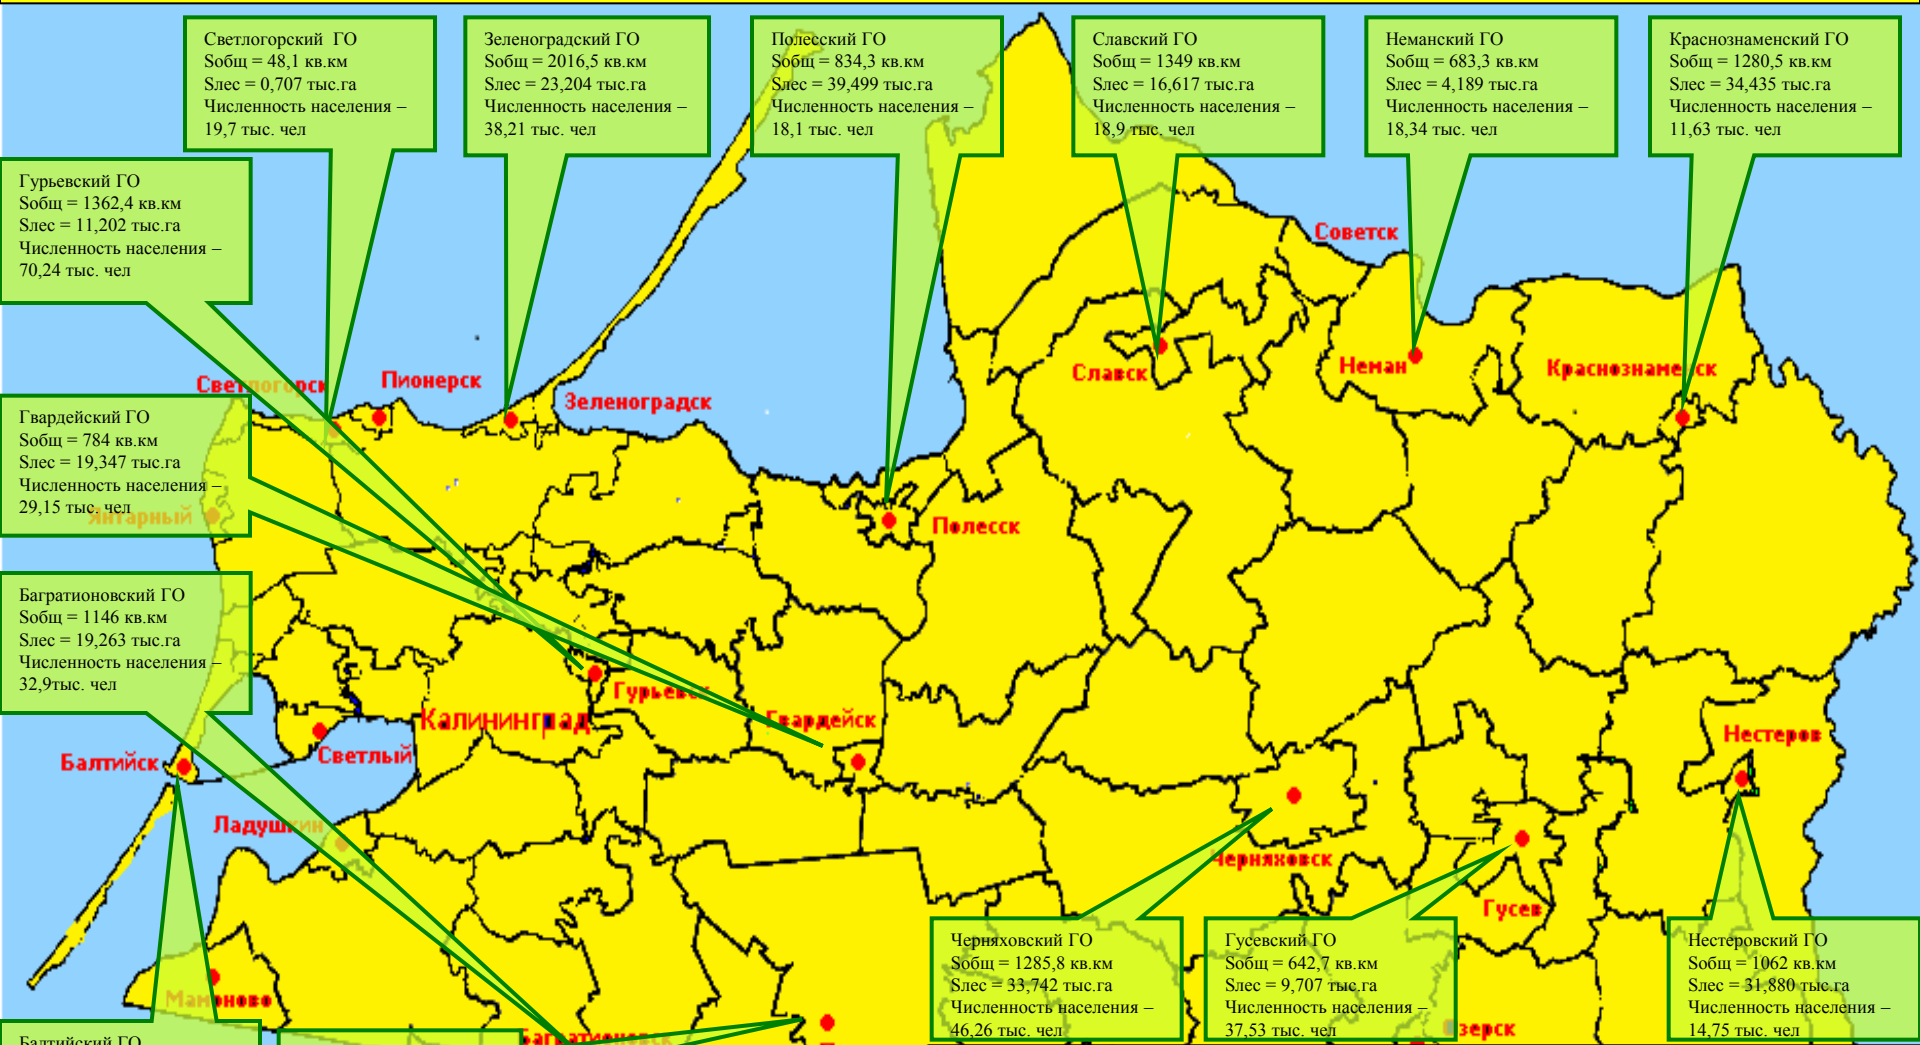 Светлогорский ГО
Sобщ = 48,1 кв.км
Sлес = 0,707 тыс.га
Численность населения –
19,7 тыс. чел
Зеленоградский ГО
Sобщ = 2016,5 кв.км
Sлес = 23,204 тыс.га
Численность населения –
38,21 тыс. чел
Полесский ГО
Sобщ = 834,3 кв.км
Sлес = 39,499 тыс.га
Численность населения –
18,1 тыс. чел
Славский ГО
Sобщ = 1349 кв.км
Sлес = 16,617 тыс.га
Численность населения –
18,9 тыс. чел
Неманский ГО
Sобщ = 683,3 кв.км
Sлес = 4,189 тыс.га
Численность населения –
18,34 тыс. чел
Краснознаменский ГО
Sобщ = 1280,5 кв.км
Sлес = 34,435 тыс.га
Численность населения –
11,63 тыс. чел
Гурьевский ГО
Sобщ = 1362,4 кв.км
Sлес = 11,202 тыс.га
Численность населения –
70,24 тыс. чел
Советск
Светлогорск
Пионерск
Зеленоградск
Славск
Неман
Краснознаменск
Гвардейский ГО
Sобщ = 784 кв.км
Sлес = 19,347 тыс.га
Численность населения –
29,15 тыс. чел
Янтарный
Полесск
Багратионовский ГО
Sобщ = 1146 кв.км
Sлес = 19,263 тыс.га
Численность населения –
32,9тыс. чел
Гурьевск
Калининград
Гвардейск
Нестеров
Балтийск
Светлый
Ладушкин
Черняховск
Гусев
Мамоново
Черняховский ГО
Sобщ = 1285,8 кв.км
Sлес = 33,742 тыс.га
Численность населения –
46,26 тыс. чел
Гусевский ГО
Sобщ = 642,7 кв.км
Sлес = 9,707 тыс.га
Численность населения –
37,53 тыс. чел
Нестеровский ГО
Sобщ = 1062 кв.км
Sлес = 31,880 тыс.га
Численность населения –
14,75 тыс. чел
Багратионовск
Озерск
Балтийский ГО